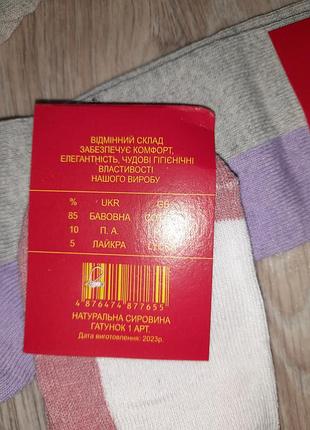 ВІДМІННИЙ СКЛАД
ЗАБЕЗПЕЧУЄ КОМФОРТ,
ЕЛЕГАНТНІСТЬ, ЧУДОВІ ГІГІЄНІЧНІ
ВЛАСТИВОСТІ
НАШОГО ВИРОБУ
% UKR GB
85 БАВОВНА
10 П. А.
5 ЛАЙКРА
4 876474 877655
НАТУРАЛЬНА СИРОВИНА
ГАТУНОК 1 АРТ.
Дата виготовлення: 2023р.